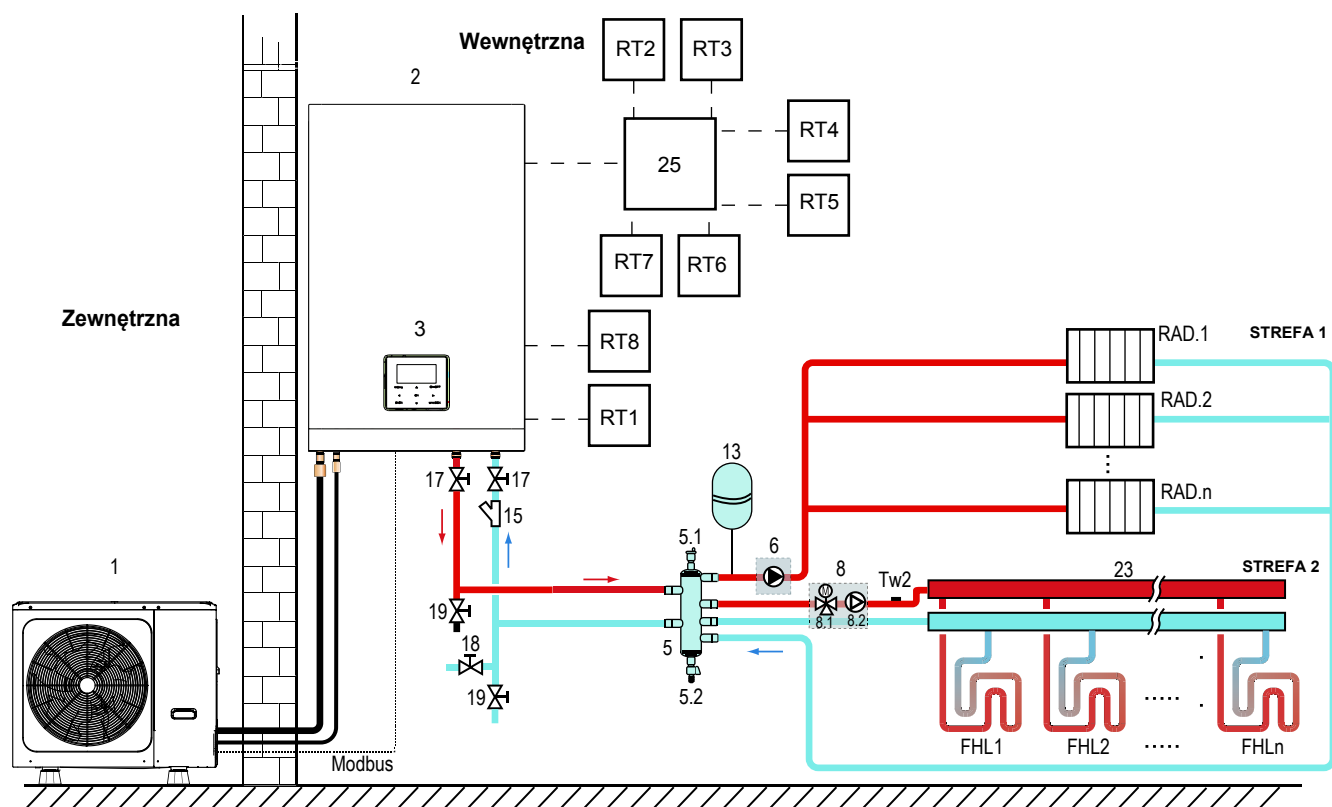 Wewnętrzna
RT2
RT3
2
RT4
25
RT5
RT7
RT6
Zewnętrzna
3
RT8
RT1
RAD.1
STREFA 1
RAD.2
RAD.n
17
17
13
15
5.1
6
8
Tw2
23
STREFA 2
M
8.1
8.2
1
19
18
5
19
5.2
FHL1
FHL2
FHLn
Modbus